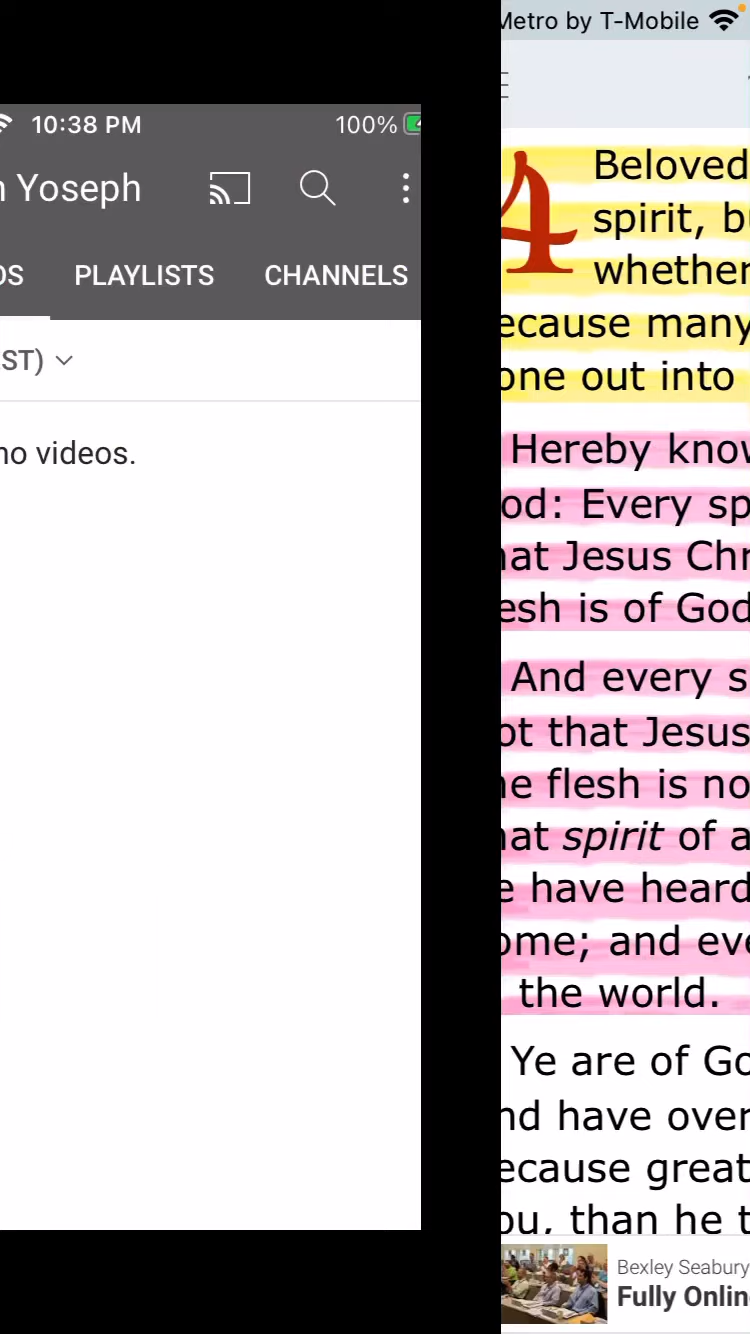 10:38 PM 100%
n Yoseph
OS PLAYLISTS CHANNELS
ST)
no videos.
Metro by T-Mobile
4 Beloved
spirit, bu
whether
ecause many
one out into
Hereby know
od: Every sp
hat Jesus Chr
esh is of God
And every s
ot that Jesus
he flesh is no
hat spirit of a
e have heard
ome; and eve
the world.
Ye are of Go
nd have over
ecause great
ou, than he t
Bexley Seabury
Fully Onlin